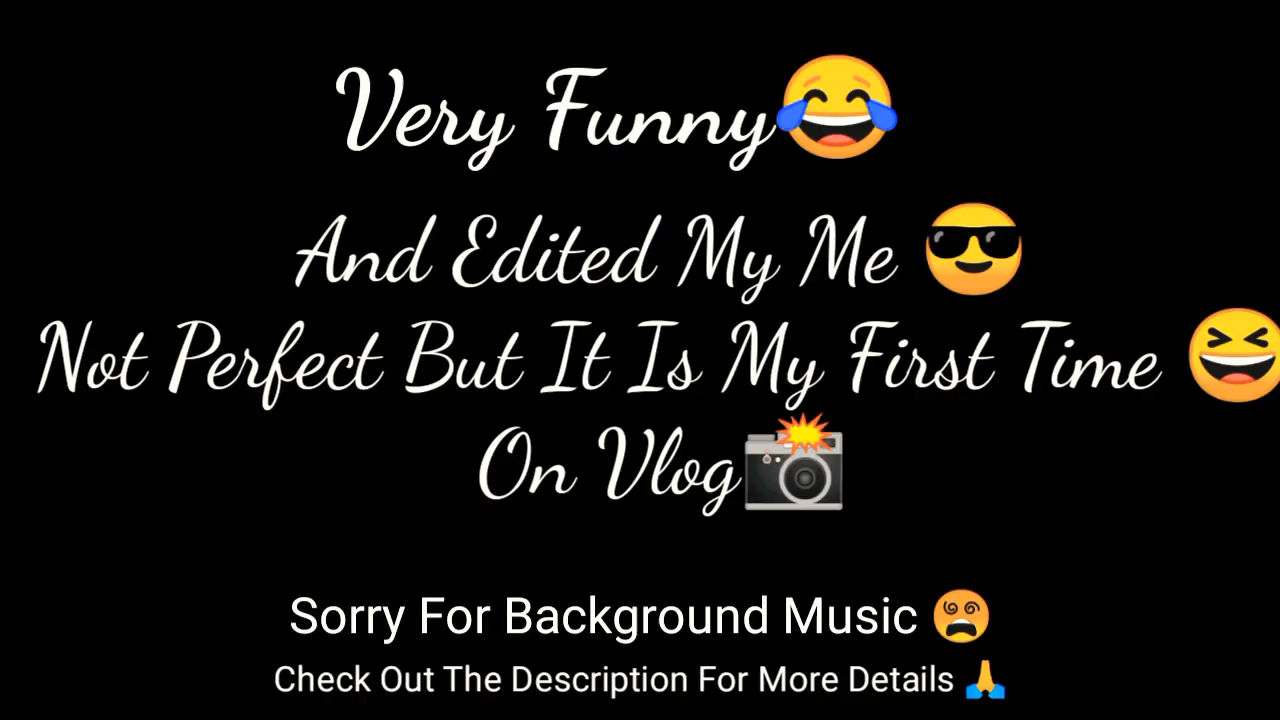 Very Funny😂
And Edited My Me 😎
Not Perfect But It Is My First Time 😆
On Vlog📸
Sorry For Background Music 😵
Check Out The Description For More Details 🙏